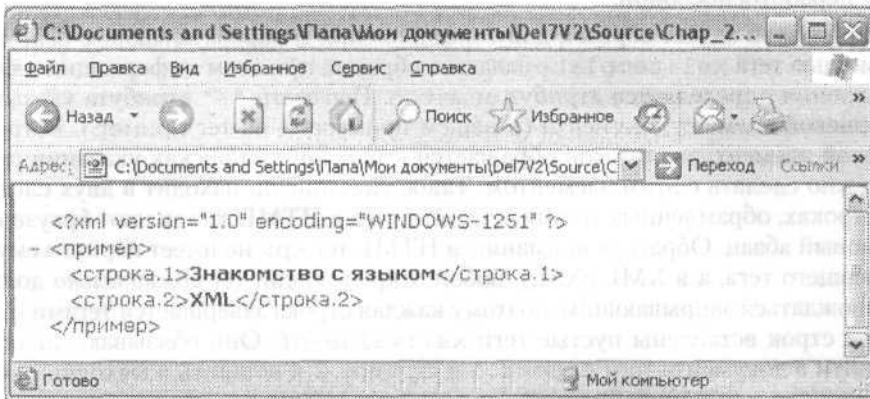 C:\Documents and Settings\Папа\Мои документы\Del7V2\Source\Chap_2...
Файл Правка Вид Избранное Сервис Справка
Назад Поиск Избранное
Адрес: C:\Documents and Settings\Папа\Мои документы\Del7V2\Source\C Переход Ссылки
<?xml version="1.0" encoding="WINDOWS-1251" ?>
- <пример>
<строка.1>Знакомство с языком</строка.1>
<строка.2>XML</строка.2>
</пример>
Готово Мой компьютер